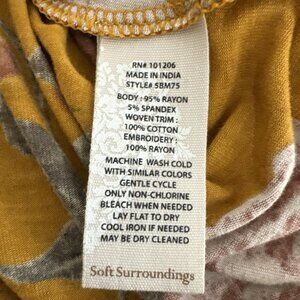 RN# 101206
MADE IN INDIA
STYLE# 5BM75
BODY : 95% RAYON
5% SPANDEX
WOVEN TRIM :
100% COTTON
EMBROIDERY :
100% RAYON
MACHINE WASH COLD
WITH SIMILAR COLORS
GENTLE CYCLE
ONLY NON-CHLORINE
BLEACH WHEN NEEDED
LAY FLAT TO DRY
COOL IRON IF NEEDED
MAY BE DRY CLEANED
Soft Surroundings